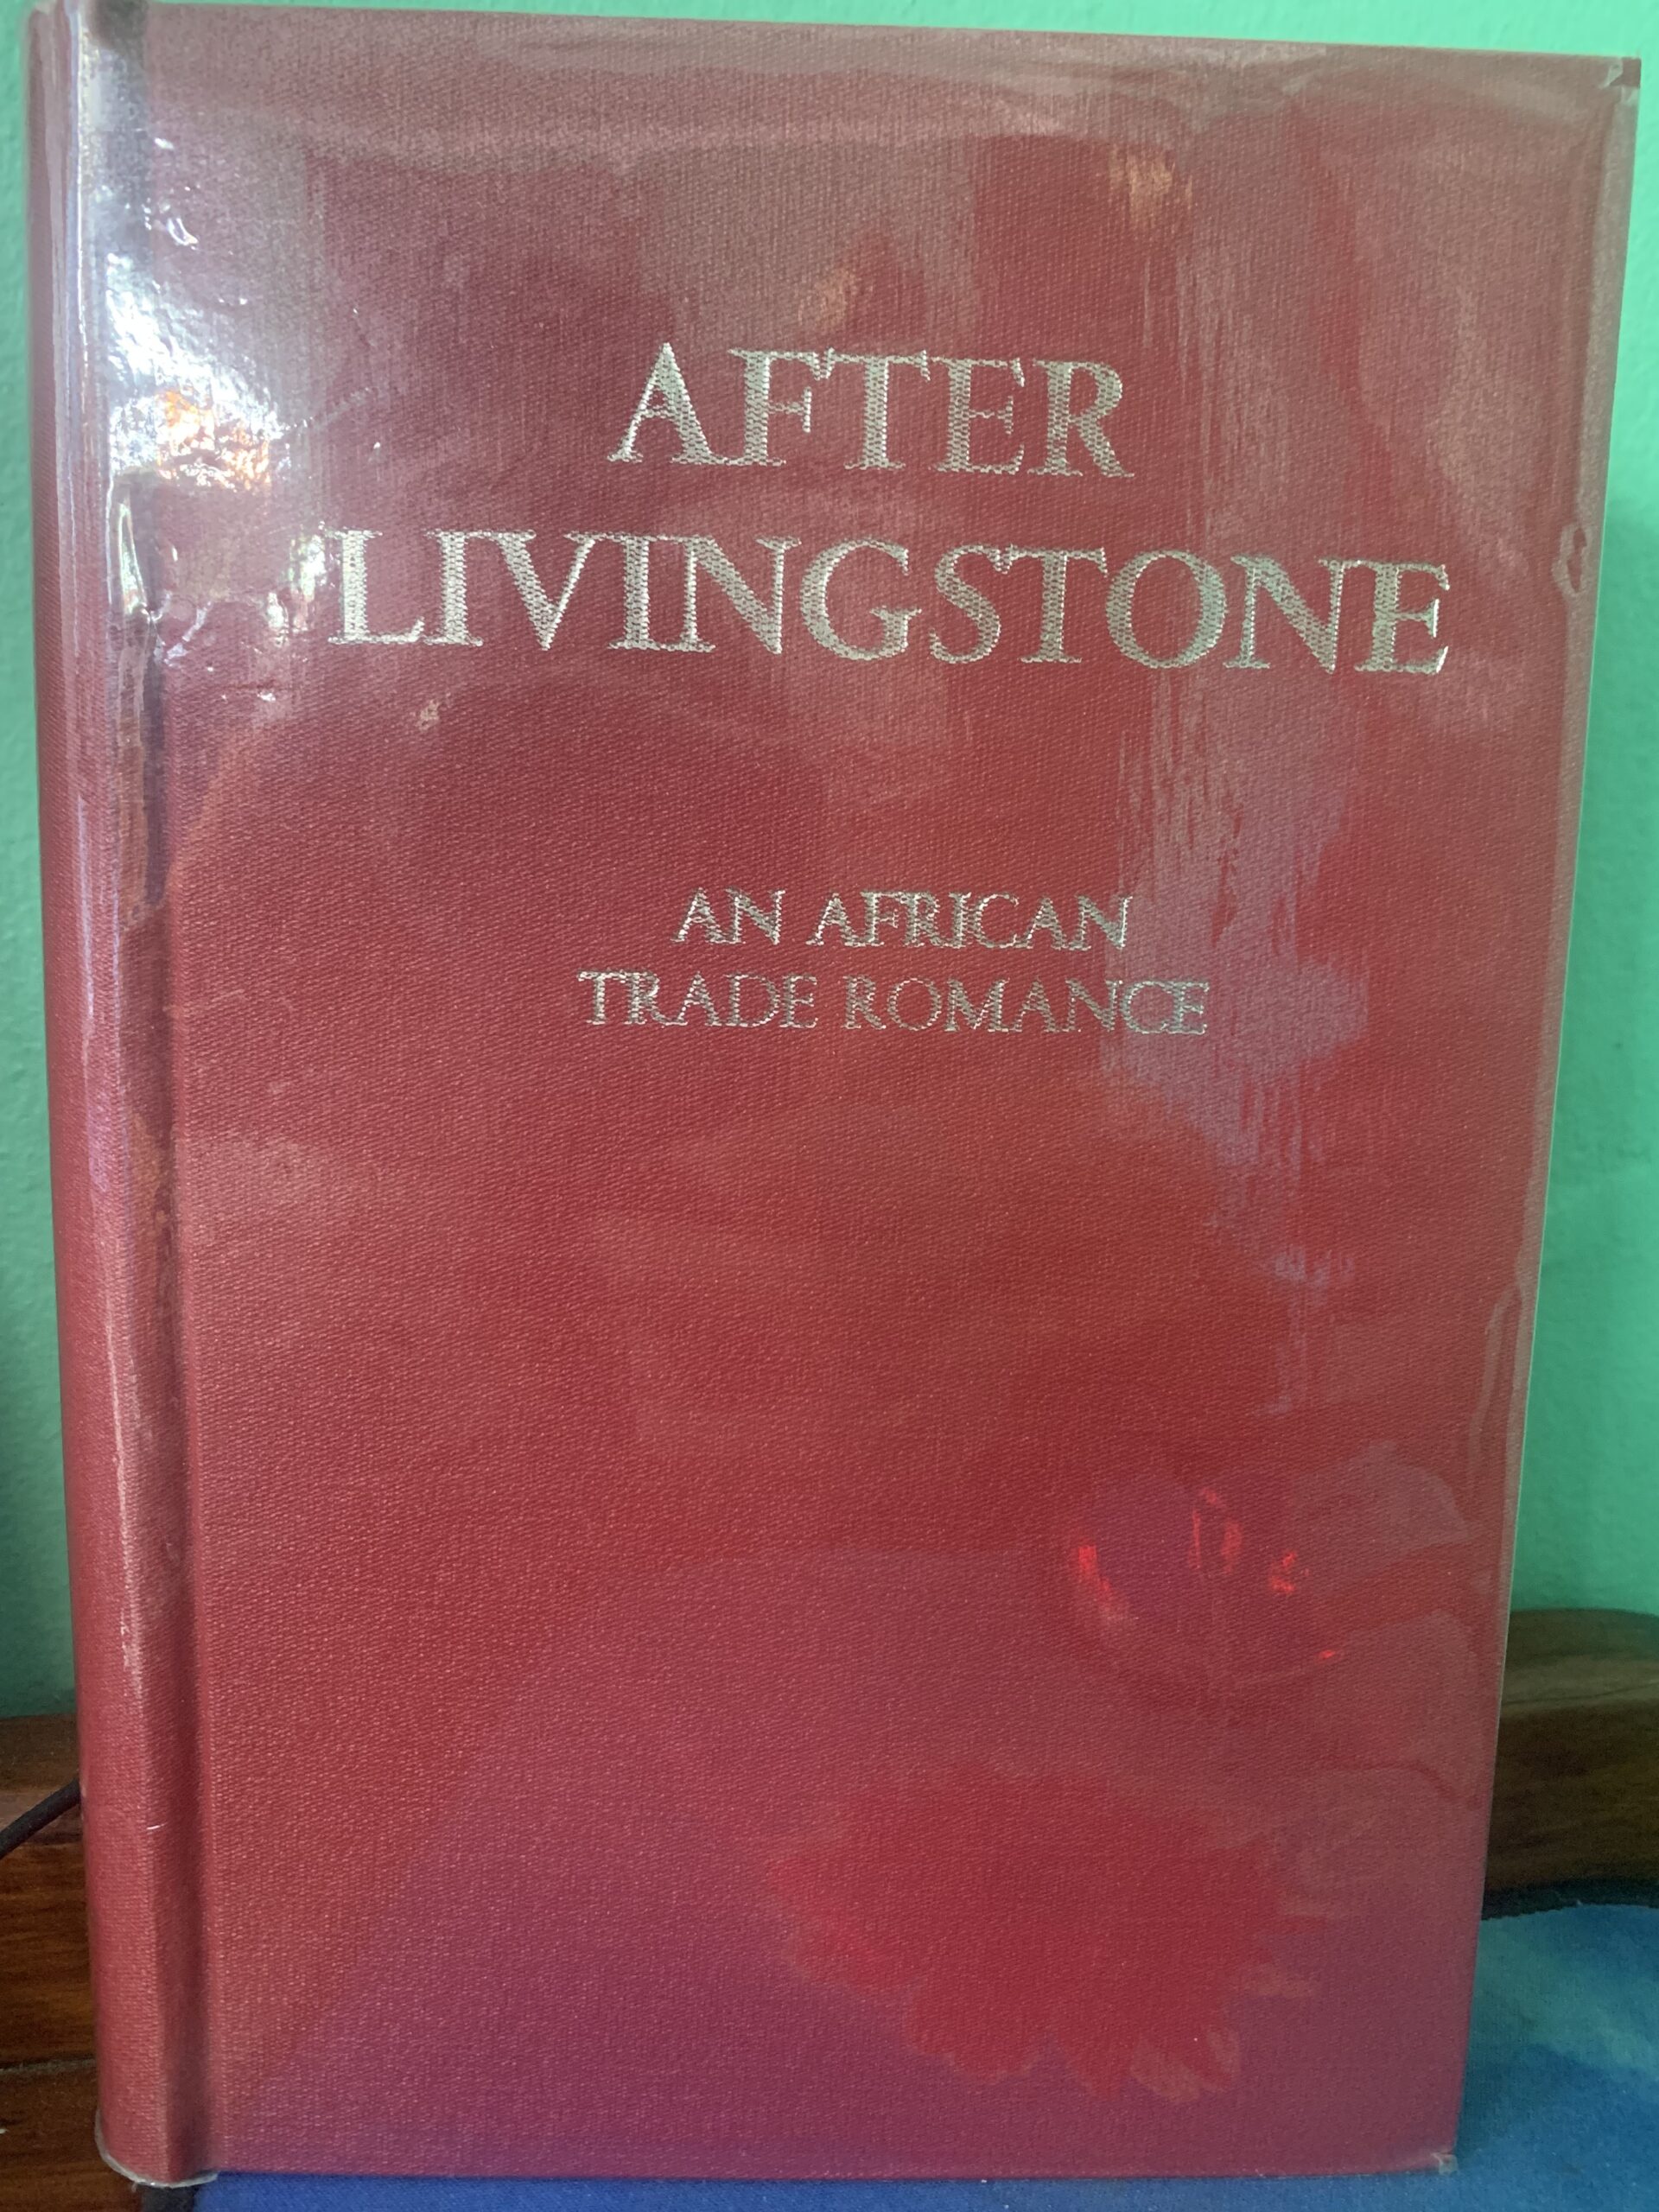 AFTER
LIVINGSTONE
AN AFRICAN
TRADE ROMANCE